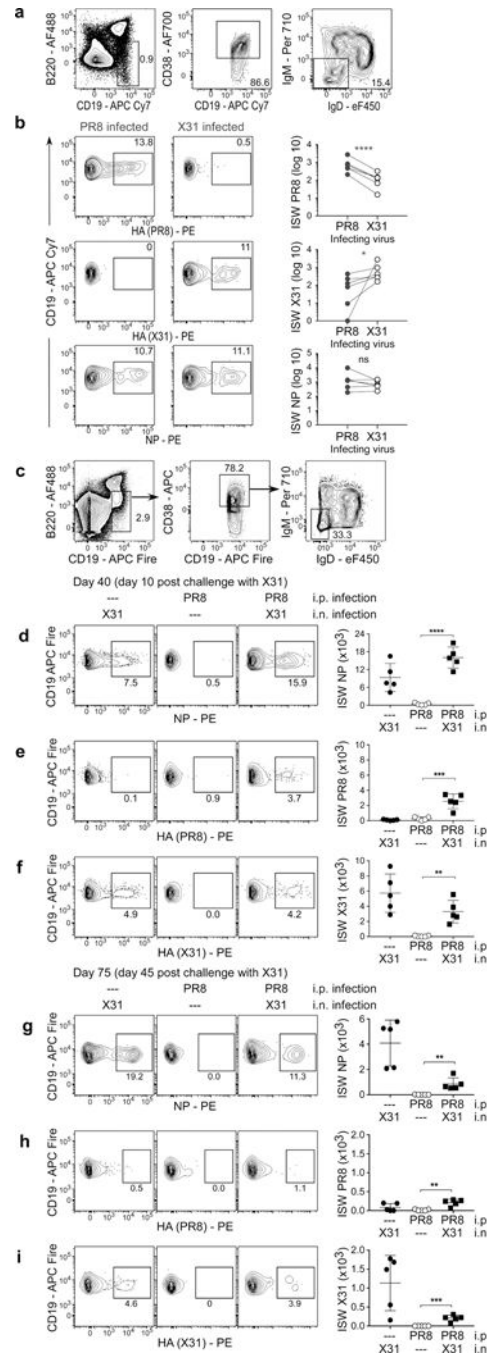 a
B220 - AF488
0.9
CD19 - APC Cy7
CD38 - AF700
86.6
CD19 - APC Cy7
IgM - Per 710
15.4
IgD - eF450
b
PR8 infected X31 infected
CD19 - APC Cy7
13.8 0.5
HA (PR8) - PE
ISW PR8 (log 10)
****
PR8 X31
Infecting virus
0 11
HA (X31) - PE
ISW X31 (log 10)
*
PR8 X31
Infecting virus
10.7 11.1
NP - PE
ISW NP (log 10)
ns
PR8 X31
Infecting virus
c
B220 - AF488
2.9
CD19 - APC Fire
CD38 - APC
78.2
CD19 - APC Fire
IgM - Per 710
33.3
IgD - eF450
Day 40 (day 10 post challenge with X31)
--- PR8 PR8 i.p. infection
X31 --- X31 i.n. infection
d
CD19 APC Fire
7.5 0.5 15.9
NP - PE
ISW NP (x10³)
****
--- PR8 PR8 i.p
X31 --- X31 i.n
e
CD19 - APC Fire
0.1 0.9 3.7
HA (PR8) - PE
ISW PR8 (x10³)
***
--- PR8 PR8 i.p
X31 --- X31 i.n
f
CD19 - APC Fire
4.9 0.0 4.2
HA (X31) - PE
ISW X31 (x10³)
**
--- PR8 PR8 i.p
X31 --- X31 i.n
Day 75 (day 45 post challenge with X31)
--- PR8 PR8 i.p. infection
X31 --- X31 i.n. infection
g
CD19 - APC Fire
19.2 0.0 11.3
NP - PE
ISW NP (x10³)
**
--- PR8 PR8 i.p
X31 --- X31 i.n
h
CD19 - APC Fire
0.5 0.0 1.1
HA (PR8) - PE
ISW PR8 (x10³)
**
--- PR8 PR8 i.p
X31 --- X31 i.n
i
CD19 - APC Fire
4.6 0 3.9
HA (X31) - PE
ISW X31 (x10³)
***
--- PR8 PR8 i.p
X31 --- X31 i.n